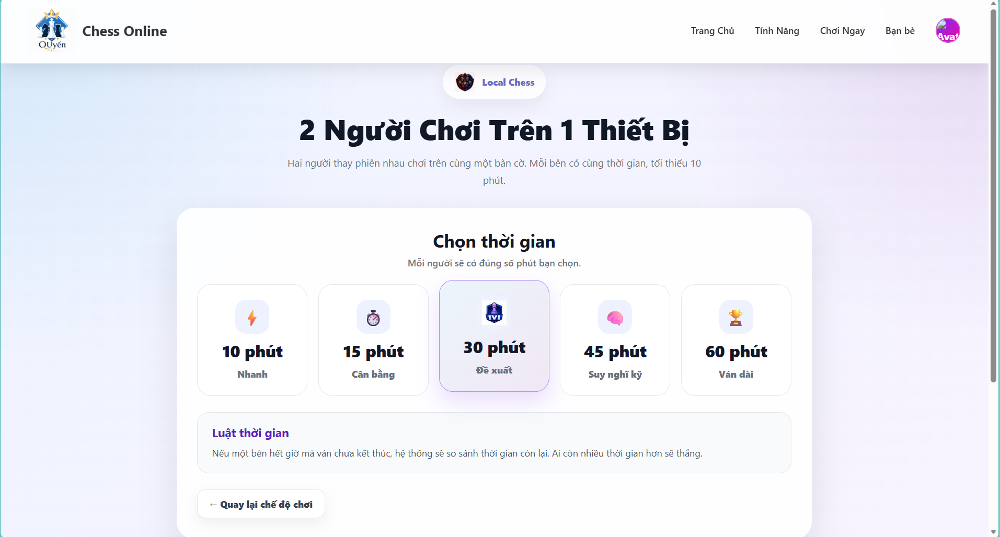 QUyến
Chess Online
Trang Chủ
Tính Năng
Chơi Ngay
Bạn bè
Avat
Local Chess
2 Người Chơi Trên 1 Thiết Bị
Hai người thay phiên nhau chơi trên cùng một bàn cờ. Mỗi bên có cùng thời gian, tối thiểu 10
phút.
Chọn thời gian
Mỗi người sẽ có đúng số phút bạn chọn.
10 phút
Nhanh
15 phút
Cân bằng
1V1
30 phút
Đề xuất
45 phút
Suy nghĩ kỹ
60 phút
Ván dài
Luật thời gian
Nếu một bên hết giờ mà ván chưa kết thúc, hệ thống sẽ so sánh thời gian còn lại. Ai còn nhiều thời gian hơn sẽ thắng.
← Quay lại chế độ chơi